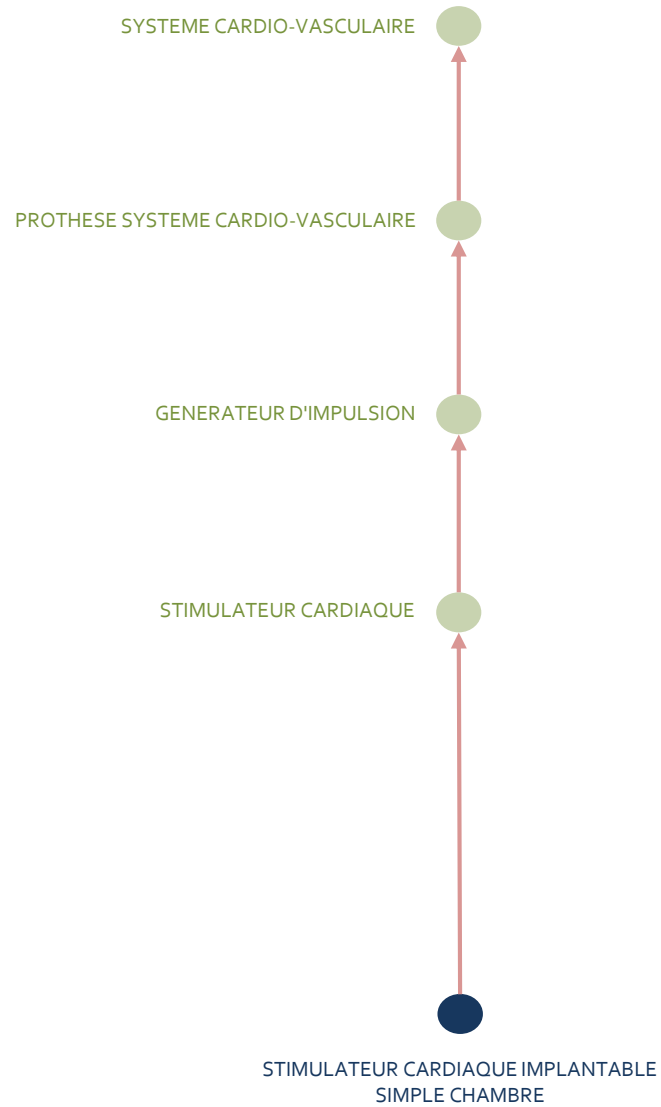 SYSTEME CARDIO-VASCULAIRE
PROTHESE SYSTEME CARDIO-VASCULAIRE
GENERATEUR D'IMPULSION
STIMULATEUR CARDIAQUE
STIMULATEUR CARDIAQUE IMPLANTABLE
SIMPLE CHAMBRE